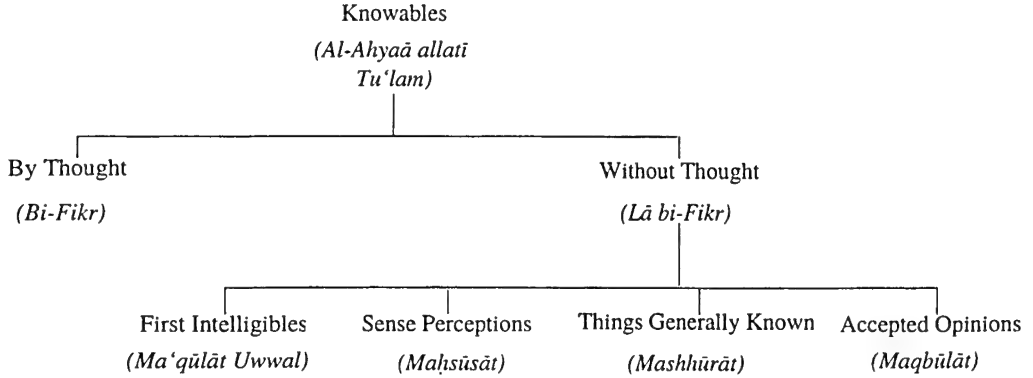 Knowables
(Al-Ahyaā allatī
Tu‘lam)
By Thought
(Bi-Fikr)
Without Thought
(Lā bi-Fikr)
First Intelligibles
(Ma‘qūlāt Uwwal)
Sense Perceptions
(Maḥsūsāt)
Things Generally Known
(Mashhūrāt)
Accepted Opinions
(Maqbūlāt)